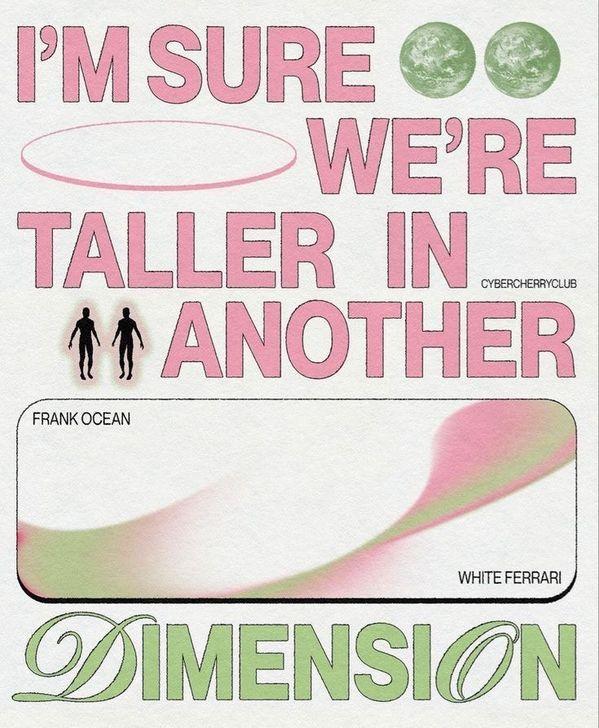 I'M SURE
WE'RE
TALLER IN
CYBERCHERRYCLUB
ANOTHER
FRANK OCEAN
WHITE FERRARI
DIMENSION